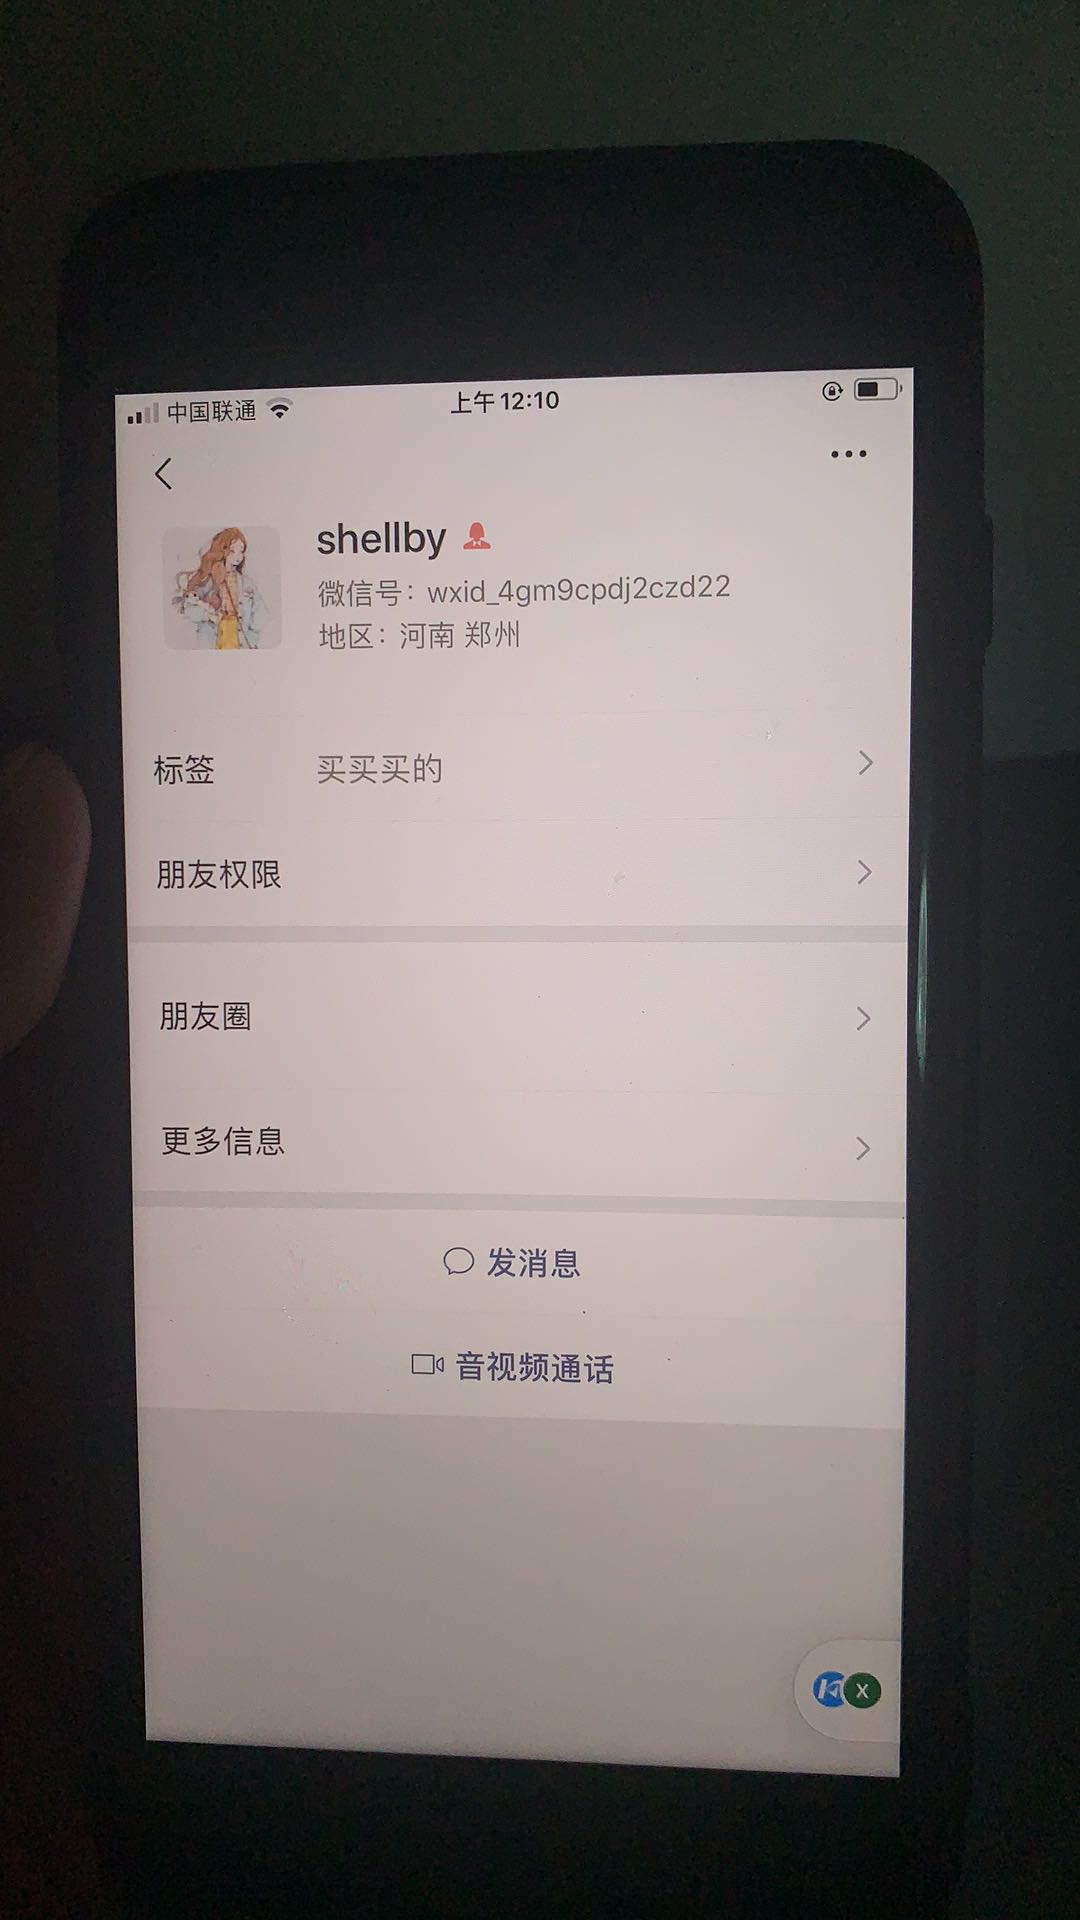 中国联通 上午12:10
shellby
微信号：wxid_4gm9cpdj2czd22
地区：河南 郑州
标签 买买买的
朋友权限
朋友圈
更多信息
发消息
音视频通话
X